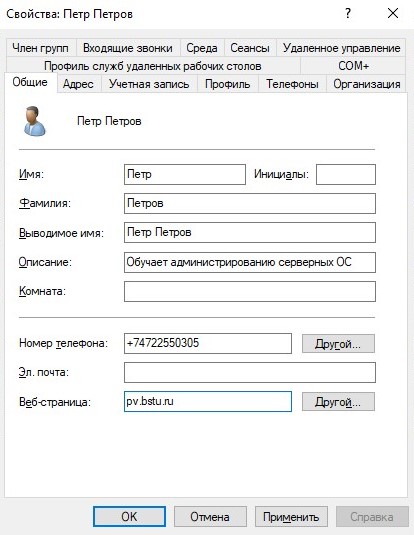 Свойства: Петр Петров ? ×
Член групп Входящие звонки Среда Сеансы Удаленное управление
Профиль служб удаленных рабочих столов COM+
Общие Адрес Учетная запись Профиль Телефоны Организация
Петр Петров
Имя: Петр Инициалы:
Фамилия: Петров
Выводимое имя: Петр Петров
Описание: Обучает администрированию серверных ОС
Комната:
Номер телефона: +74722550305 Другой...
Эл. почта:
Веб-страница: pv.bstu.ru Другой...
OK Отмена Применить Справка